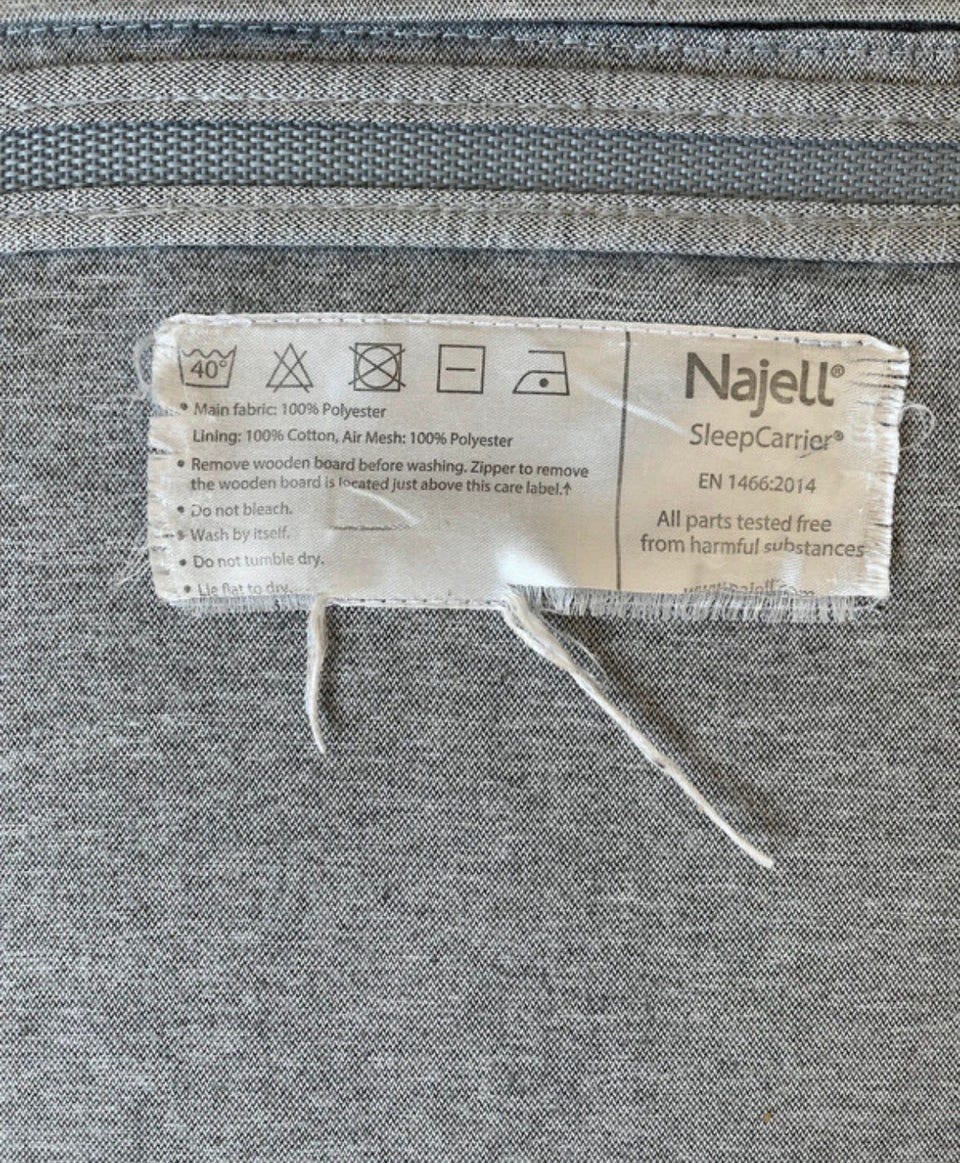 40°
• Main fabric: 100% Polyester
Lining: 100% Cotton, Air Mesh: 100% Polyester
• Remove wooden board before washing. Zipper to remove
the wooden board is located just above this care label.↑
• Do not bleach.
• Wash by itself.
• Do not tumble dry.
• Lie flat to dry.
Najell®
SleepCarrier®
EN 1466:2014
All parts tested free
from harmful substances